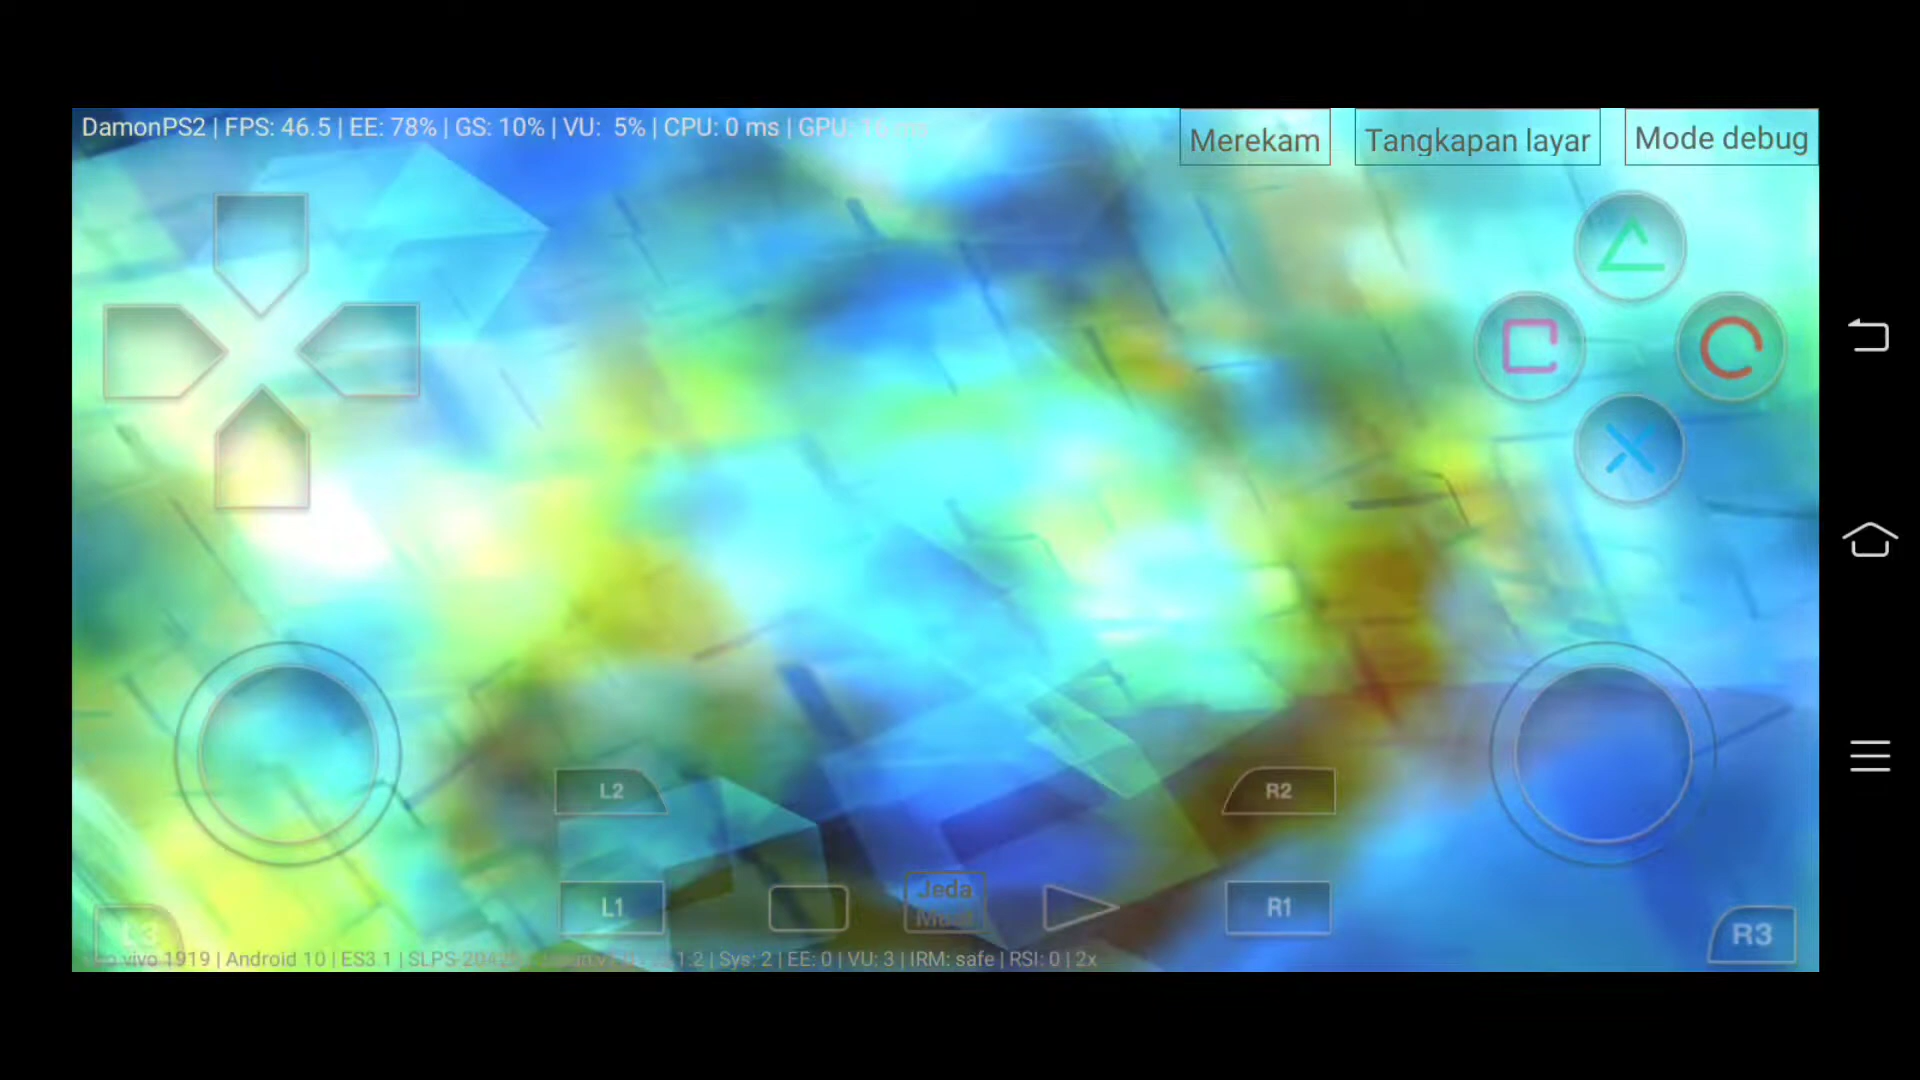 DamonPS2 | FPS: 46.5 | EE: 78% | GS: 10% | VU: 5% | CPU: 0 ms | GPU:
Merekam
Tangkapan layar
Mode debug
L2
R2
L1
Jeda
R1
L3
R3
vivo 1919 | Android 10 | ES3.1 | Sys: 2 | EE: 0 | VU: 3 | IRM: safe | RSI: 0 | 2x